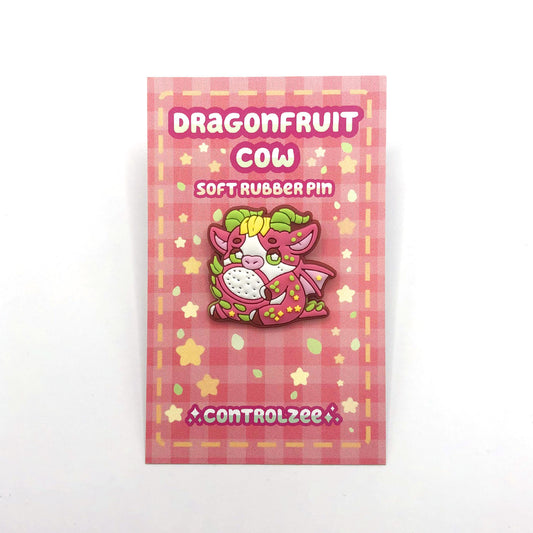 DRAGONFRUIT
COW
SOFT RUBBER PIN
CONTROLZEE